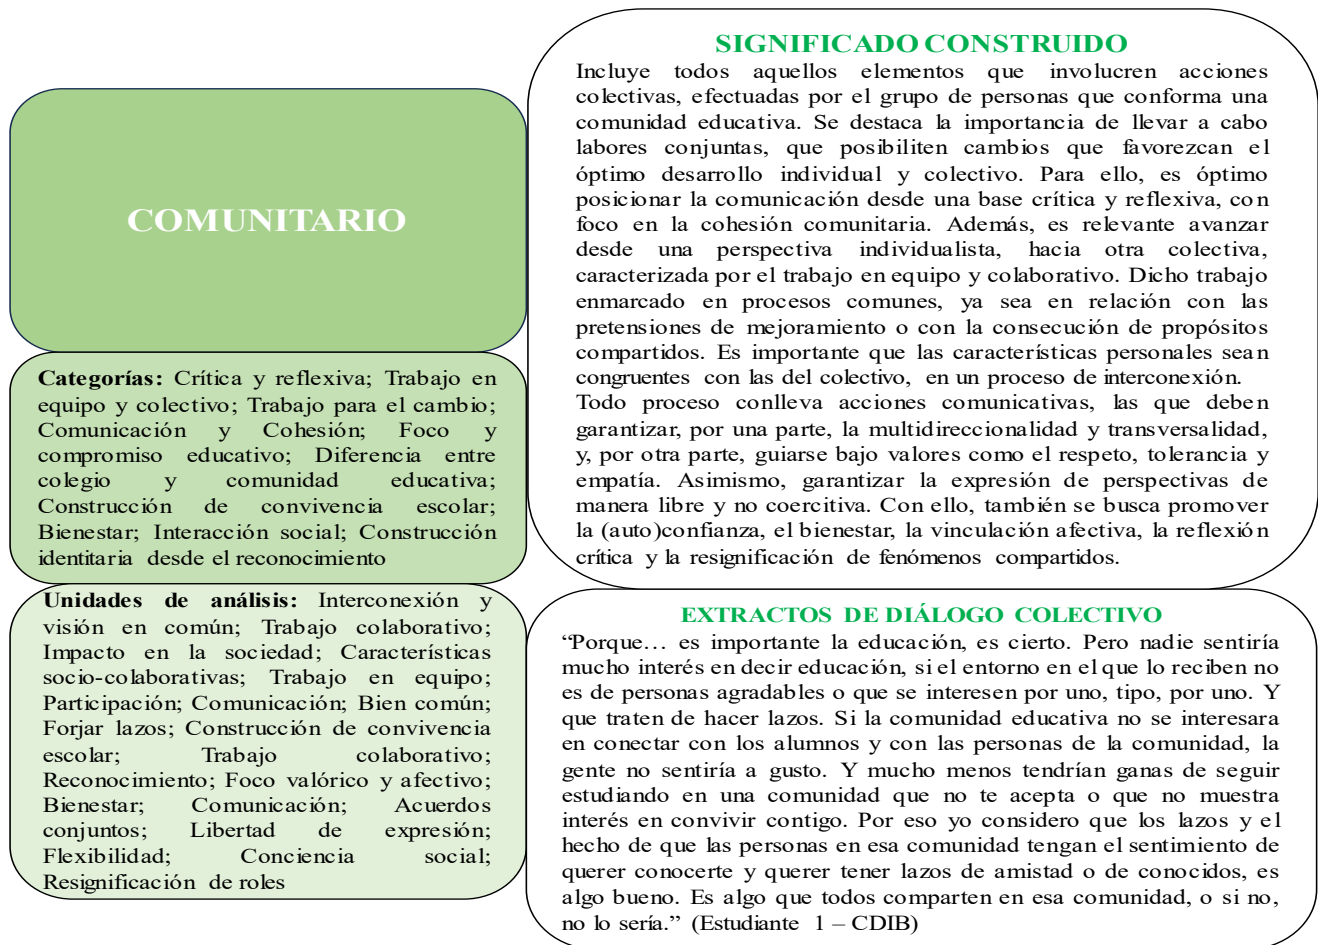 COMUNITARIO
Categorías: Crítica y reflexiva; Trabajo en
equipo y colectivo; Trabajo para el cambio;
Comunicación y Cohesión; Foco y
compromiso educativo; Diferencia entre
colegio y comunidad educativa;
Construcción de convivencia escolar;
Bienestar; Interacción social; Construcción
identitaria desde el reconocimiento
Unidades de análisis: Interconexión y
visión en común; Trabajo colaborativo;
Impacto en la sociedad; Características
socio-colaborativas; Trabajo en equipo;
Participación; Comunicación; Bien común;
Forjar lazos; Construcción de convivencia
escolar; Trabajo colaborativo;
Reconocimiento; Foco valórico y afectivo;
Bienestar; Comunicación; Acuerdos
conjuntos; Libertad de expresión;
Flexibilidad; Conciencia social;
Resignificación de roles
SIGNIFICADO CONSTRUIDO
Incluye todos aquellos elementos que involucren acciones
colectivas, efectuadas por el grupo de personas que conforma una
comunidad educativa. Se destaca la importancia de llevar a cabo
labores conjuntas, que posibiliten cambios que favorezcan el
óptimo desarrollo individual y colectivo. Para ello, es óptimo
posicionar la comunicación desde una base crítica y reflexiva, con
foco en la cohesión comunitaria. Además, es relevante avanzar
desde una perspectiva individualista, hacia otra colectiva,
caracterizada por el trabajo en equipo y colaborativo. Dicho trabajo
enmarcado en procesos comunes, ya sea en relación con las
pretensiones de mejoramiento o con la consecución de propósitos
compartidos. Es importante que las características personales sean
congruentes con las del colectivo, en un proceso de interconexión.
Todo proceso conlleva acciones comunicativas, las que deben
garantizar, por una parte, la multidireccionalidad y transversalidad,
y, por otra parte, guiarse bajo valores como el respeto, tolerancia y
empatía. Asimismo, garantizar la expresión de perspectivas de
manera libre y no coercitiva. Con ello, también se busca promover
la (auto)confianza, el bienestar, la vinculación afectiva, la reflexión
crítica y la resignificación de fenómenos compartidos.
EXTRACTOS DE DIÁLOGO COLECTIVO
“Porque… es importante la educación, es cierto. Pero nadie sentiría
mucho interés en decir educación, si el entorno en el que lo reciben no
es de personas agradables o que se interesen por uno, tipo, por uno. Y
que traten de hacer lazos. Si la comunidad educativa no se interesara
en conectar con los alumnos y con las personas de la comunidad, la
gente no sentiría a gusto. Y mucho menos tendrían ganas de seguir
estudiando en una comunidad que no te acepta o que no muestra
interés en convivir contigo. Por eso yo considero que los lazos y el
hecho de que las personas en esa comunidad tengan el sentimiento de
querer conocerte y querer tener lazos de amistad o de conocidos, es
algo bueno. Es algo que todos comparten en esa comunidad, o si no,
no lo sería.” (Estudiante 1 – CDIB)